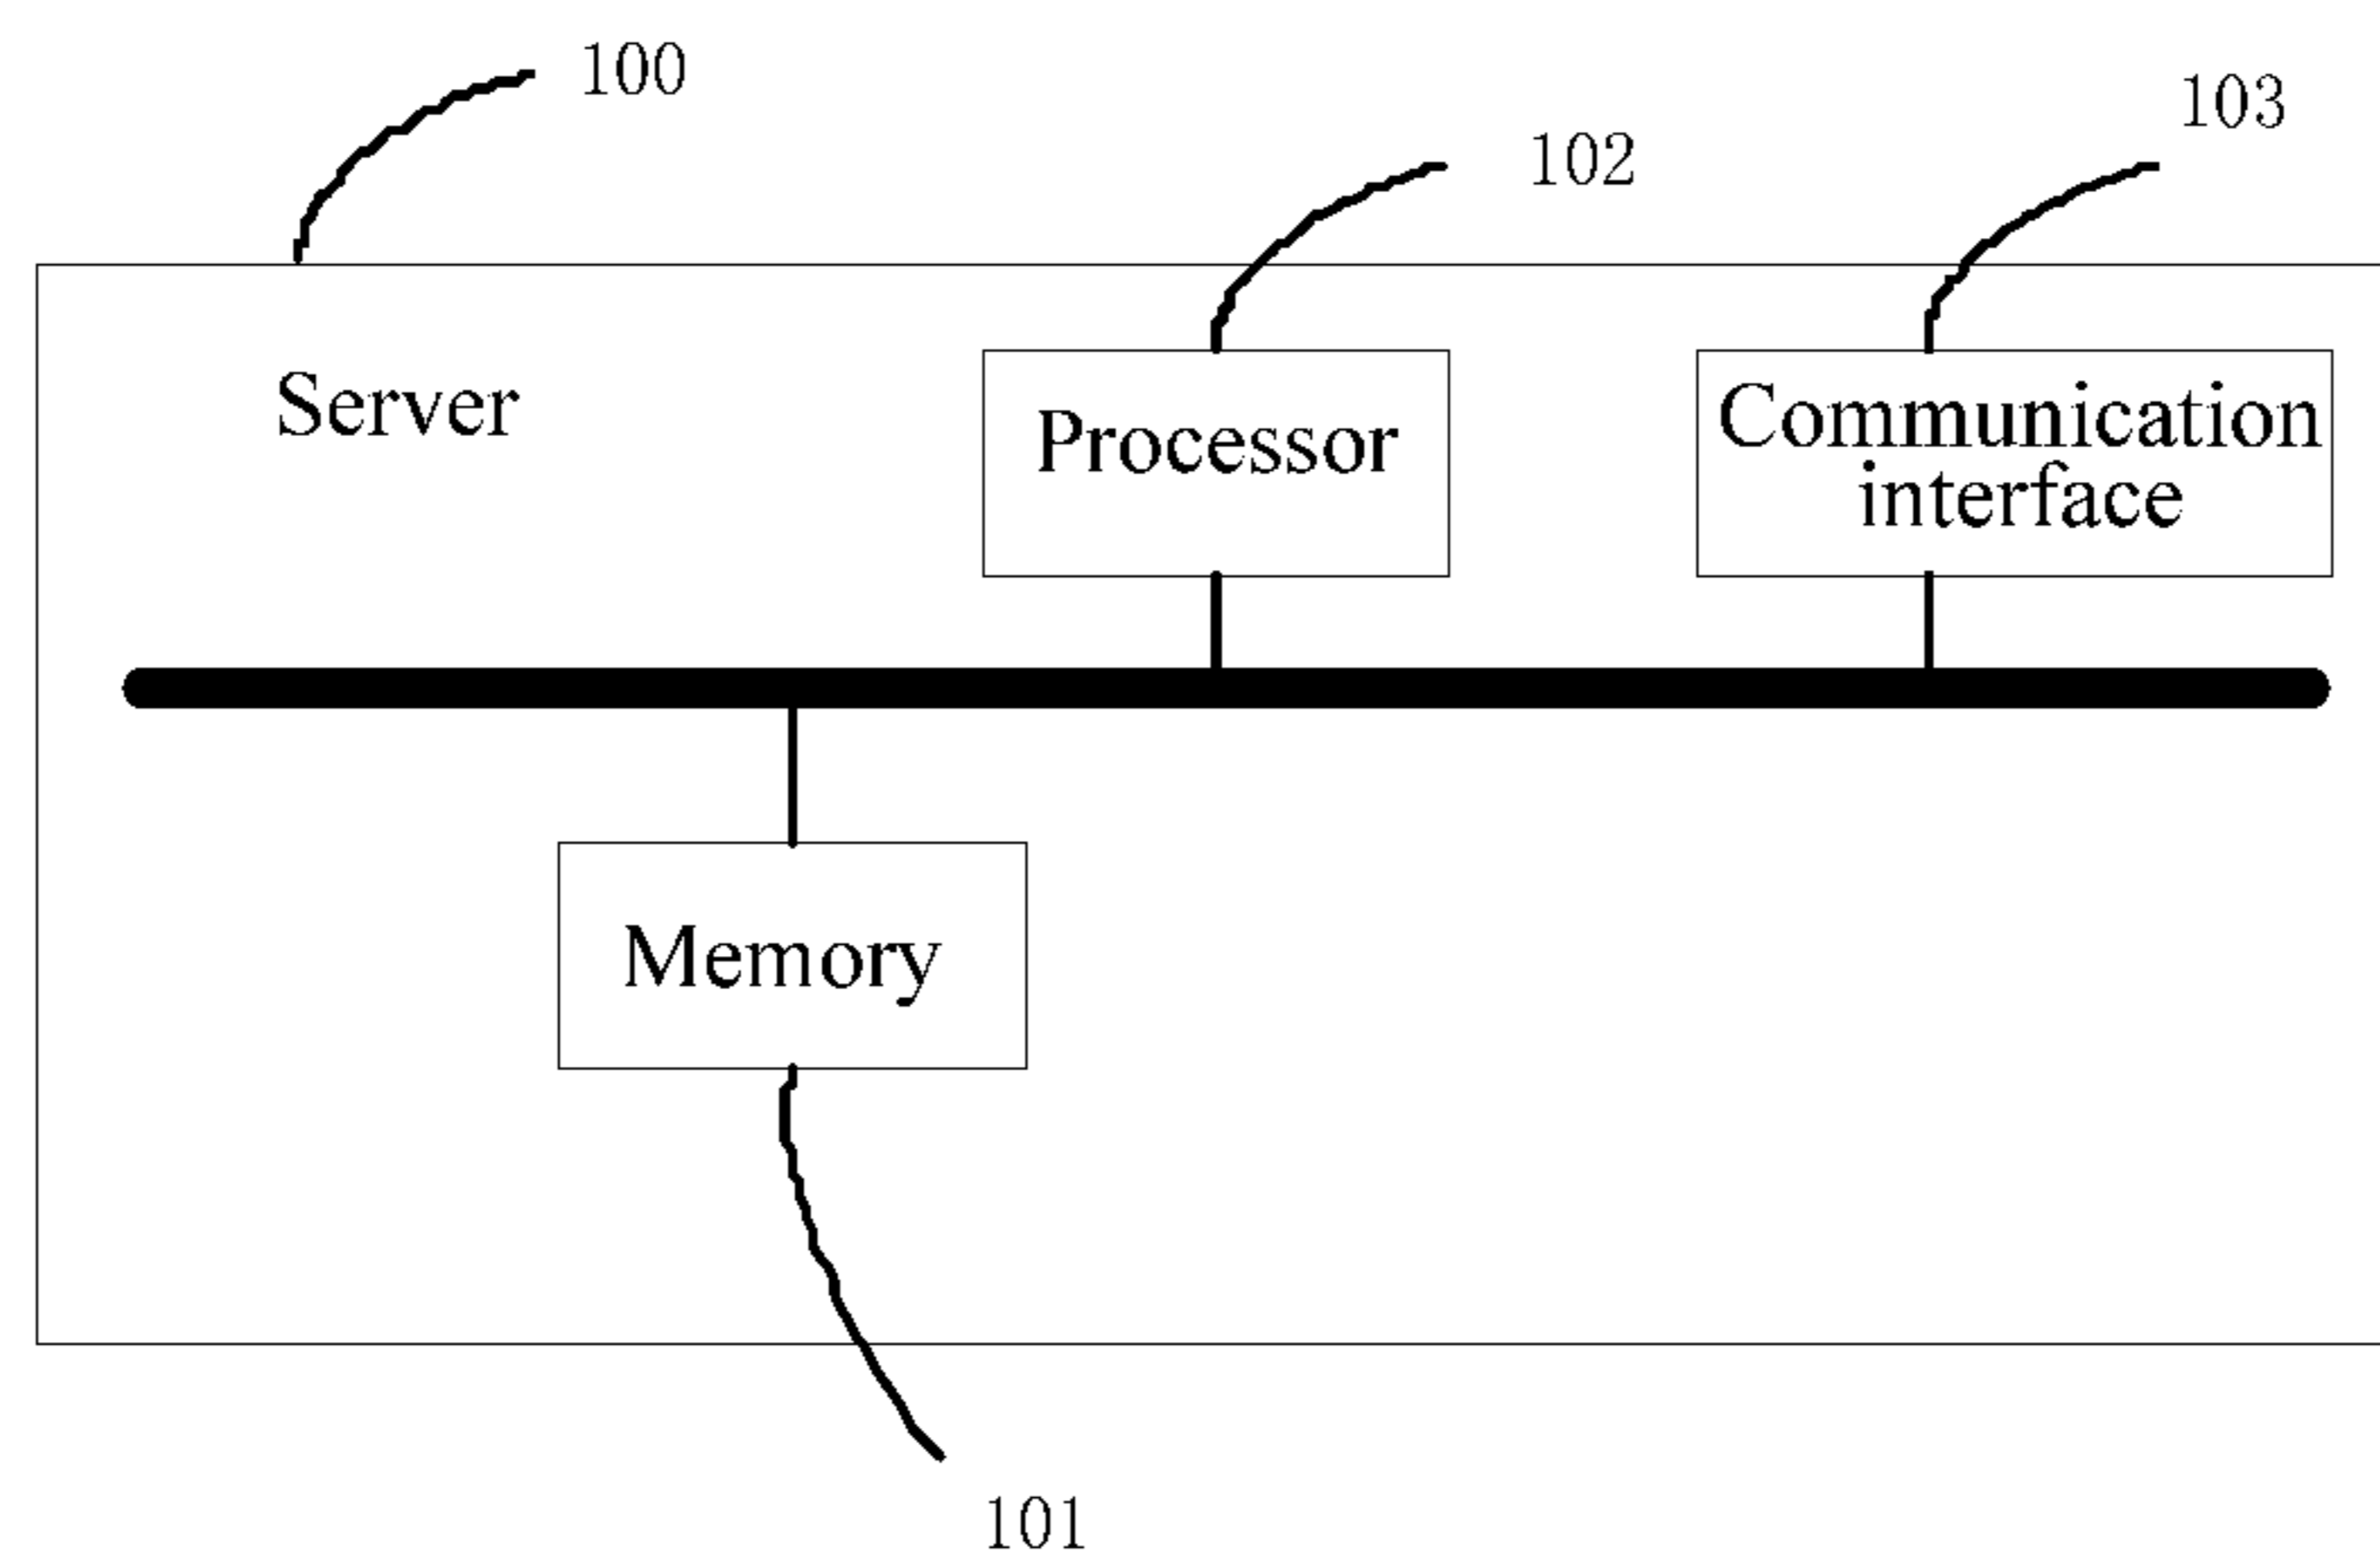 100
103
102
Server
Processor
Communication
interface
Memory
101